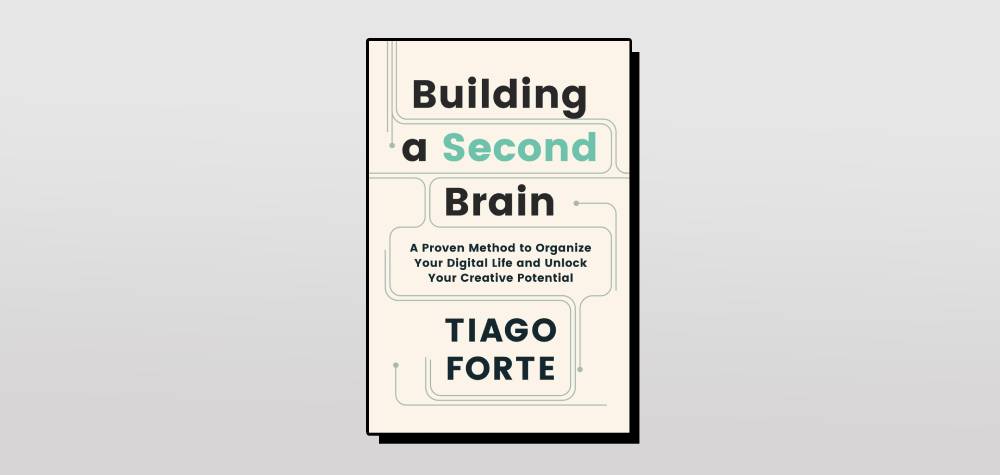 Building
a Second
Brain
A Proven Method to Organize
Your Digital Life and Unlock
Your Creative Potential
TIAGO
FORTE